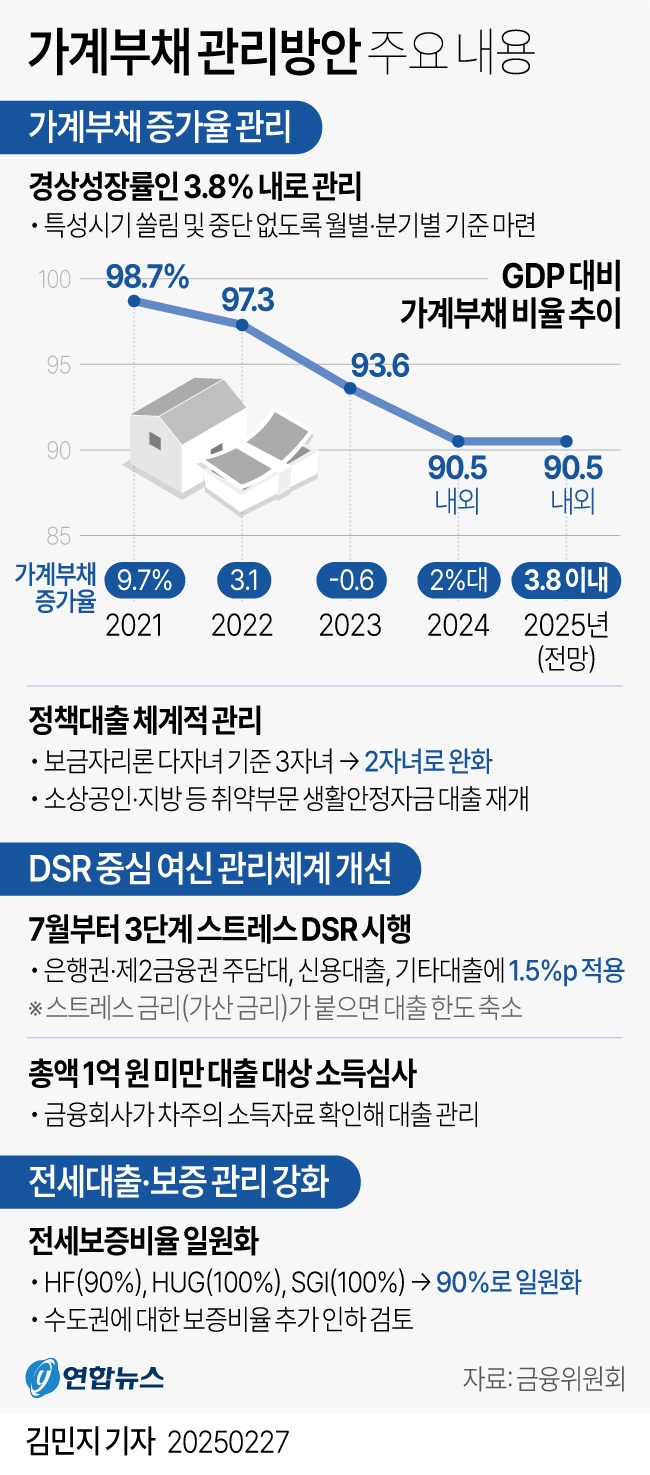 가계부채 관리방안 주요 내용
가계부채 증가율 관리
경상성장률인 3.8% 내로 관리
• 특성시기 쏠림 및 중단 없도록 월별·분기별 기준 마련
GDP 대비
가계부채 비율 추이
100
95
90
85
98.7%
97.3
93.6
90.5
내외
90.5
내외
가계부채
증가율
9.7% 3.1 -0.6 2%대 3.8 이내
2021 2022 2023 2024 2025년
(전망)
정책대출 체계적 관리
• 보금자리론 다자녀 기준 3자녀 → 2자녀로 완화
• 소상공인·지방 등 취약부문 생활안정자금 대출 재개
DSR 중심 여신 관리체계 개선
7월부터 3단계 스트레스 DSR 시행
• 은행권·제2금융권 주담대, 신용대출, 기타대출에 1.5%p 적용
※ 스트레스 금리(가산 금리)가 붙으면 대출 한도 축소
총액 1억 원 미만 대출 대상 소득심사
• 금융회사가 차주의 소득자료 확인해 대출 관리
전세대출·보증 관리 강화
전세보증비율 일원화
• HF(90%), HUG(100%), SGI(100%) → 90%로 일원화
• 수도권에 대한 보증비율 추가 인하 검토
연합뉴스
자료: 금융위원회
김민지 기자 20250227